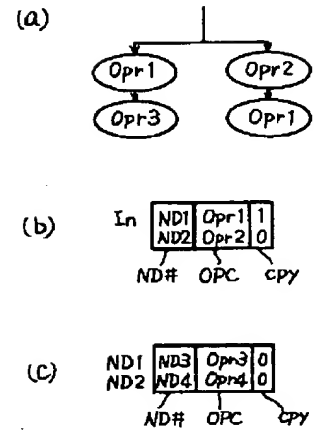 (a)
Opr1 Opr2
Opr3 Opr1
(b) In ND1 Opr1 1
ND2 Opr2 0
ND# OPC CPY
(C) ND1 ND3 Opr3 0
ND2 ND4 Opr4 0
ND# OPC CPY